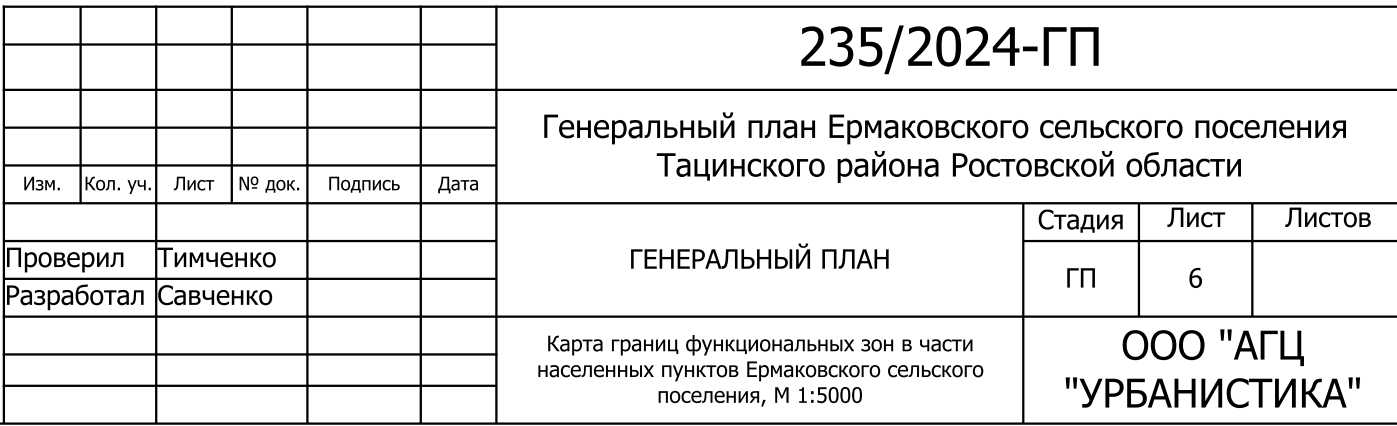 235/2024-ГП
Генеральный план Ермаковского сельского поселения
Тацинского района Ростовской области
Изм. Кол. уч. Лист № док. Подпись Дата
Стадия Лист Листов
Проверил Тимченко
ГЕНЕРАЛЬНЫЙ ПЛАН
ГП 6
Разработал Савченко
Карта границ функциональных зон в части
населенных пунктов Ермаковского сельского
поселения, М 1:5000
ООО "АГЦ
"УРБАНИСТИКА"